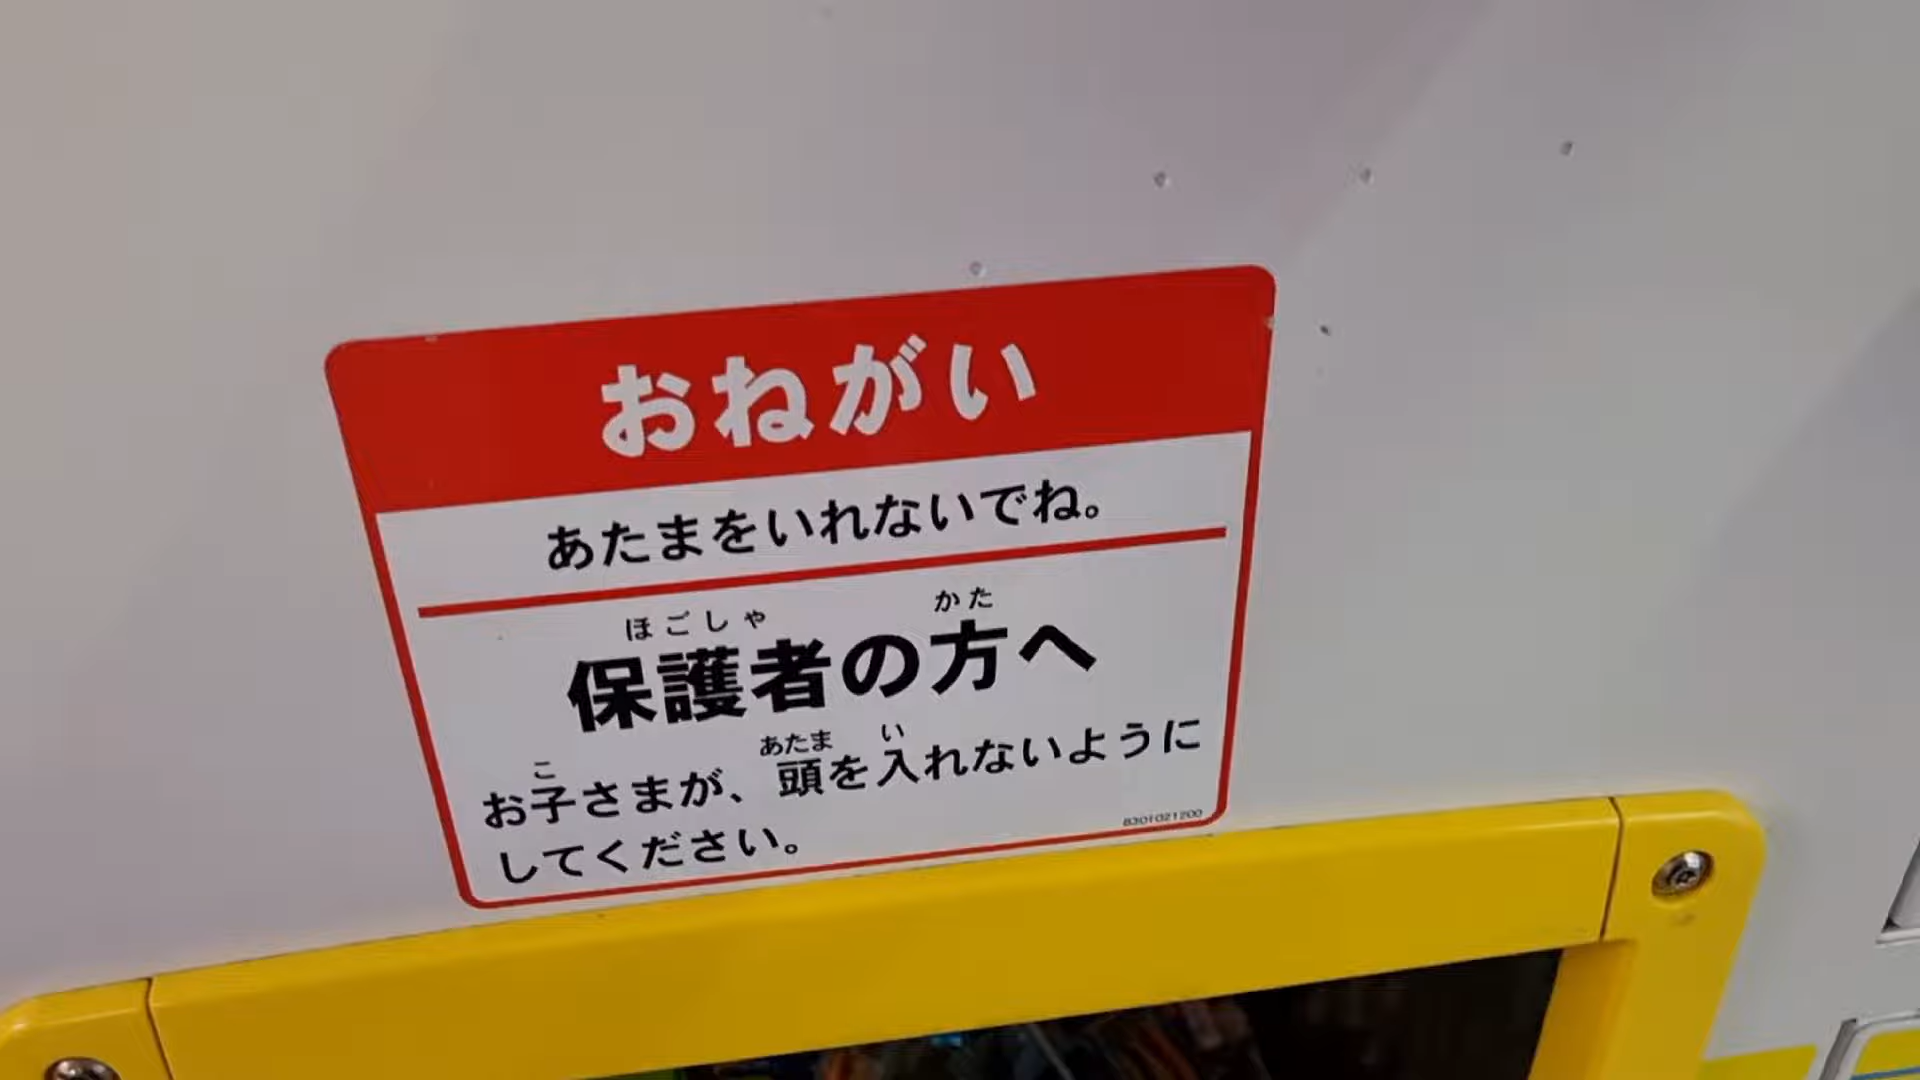 おねがい
あたまをいれないでね。
ほごしゃ かた
保護者の方へ
こ あたま い
お子さまが、頭を入れないように
してください。
8301021200